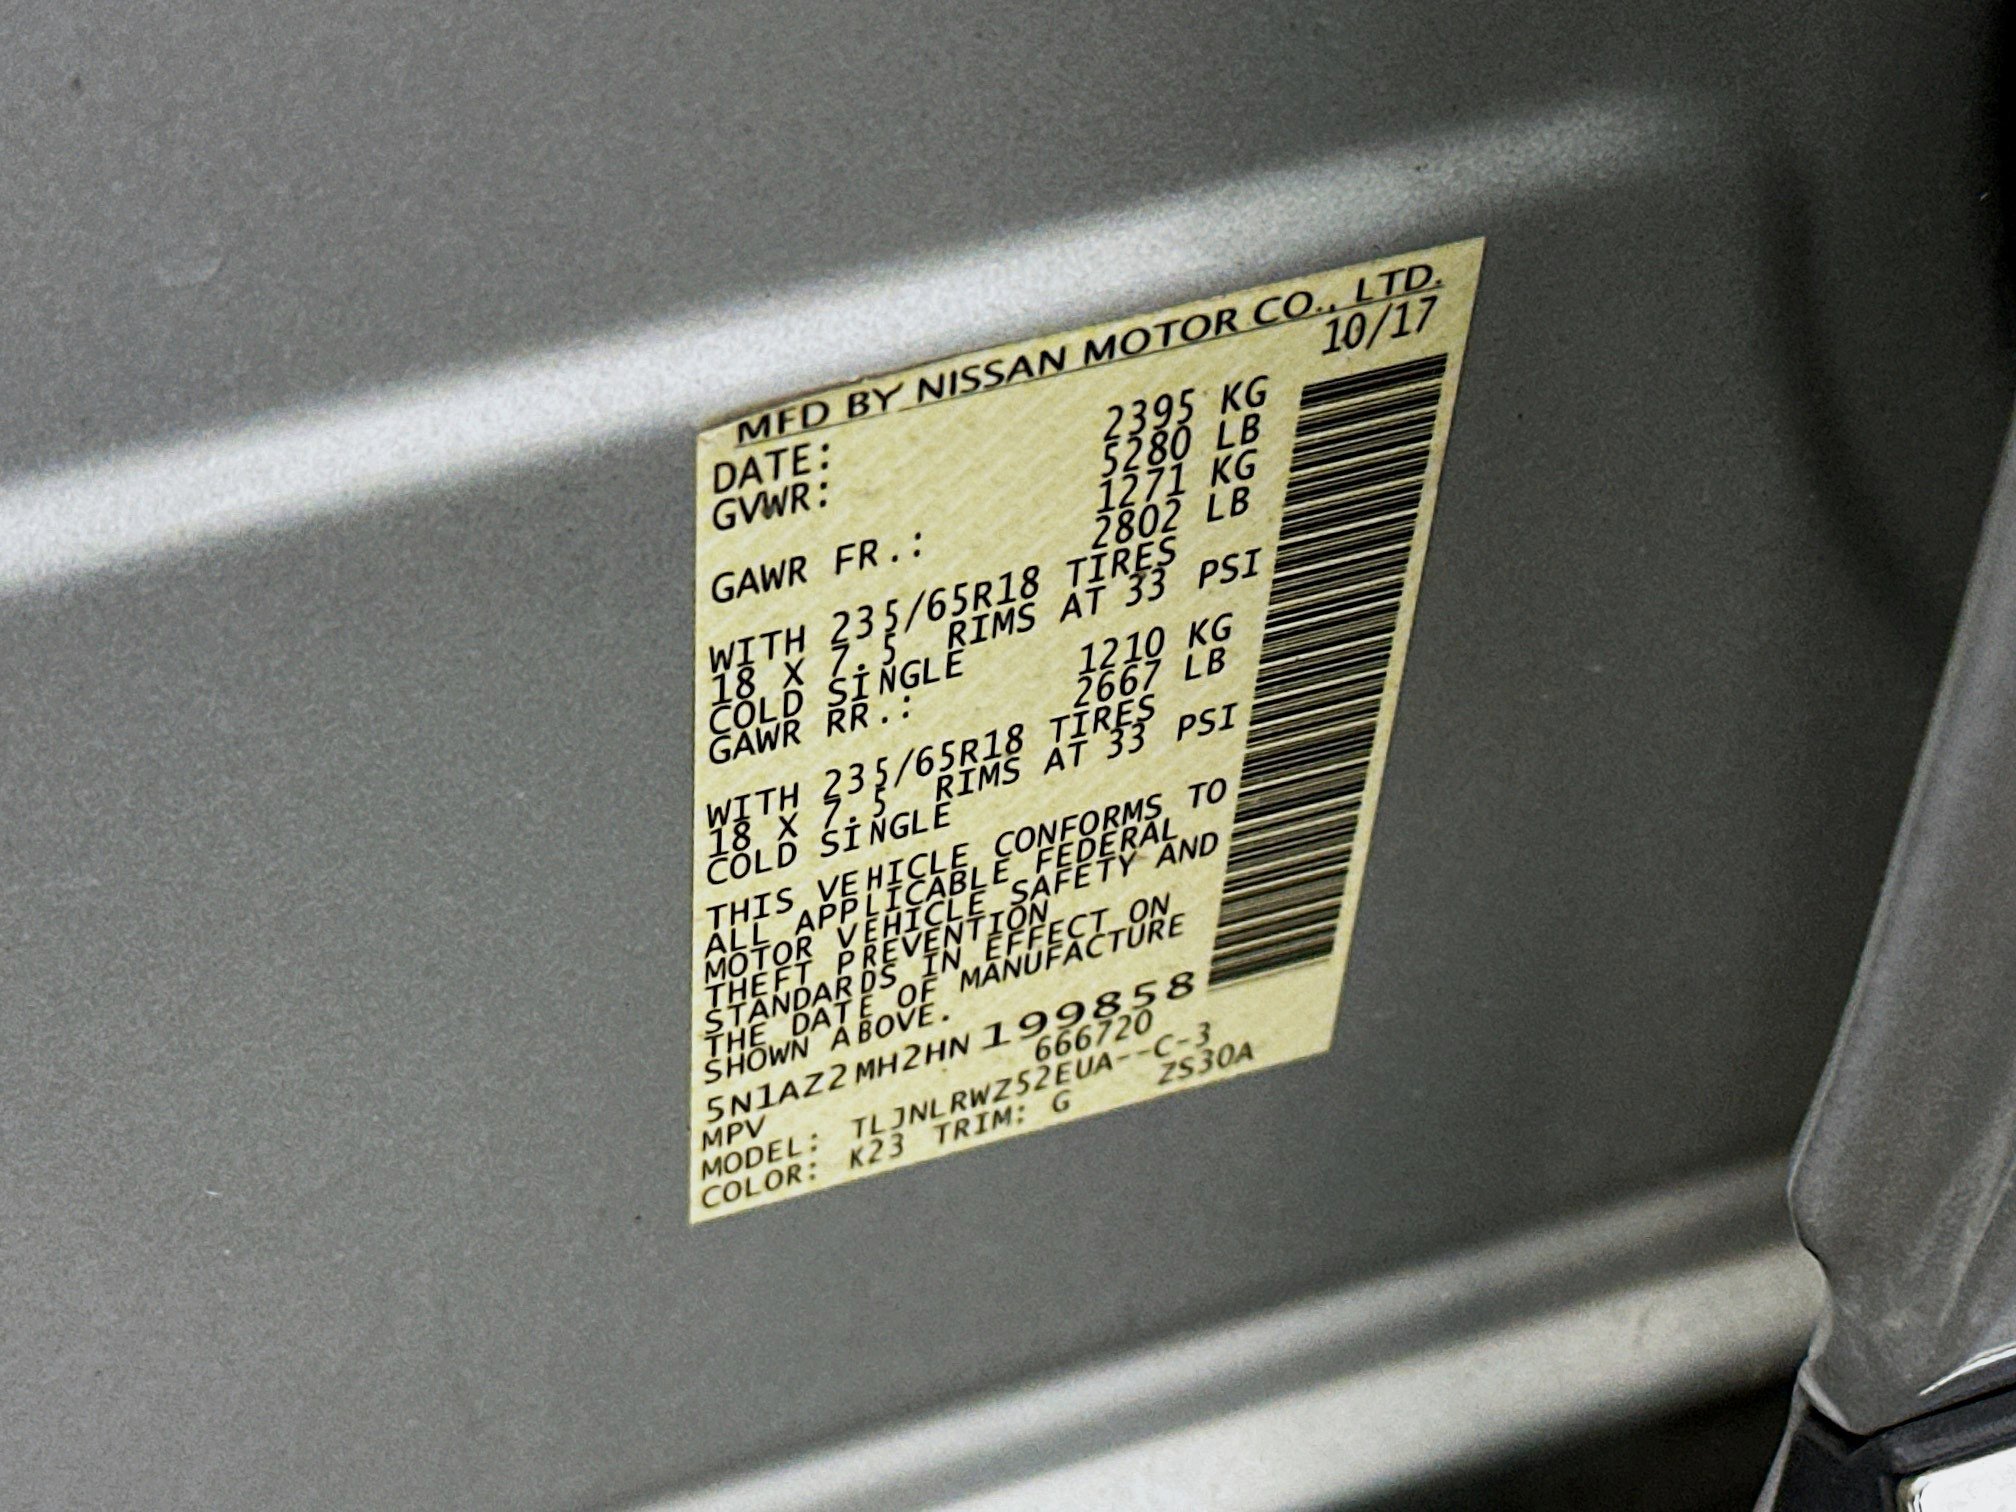 MFD BY NISSAN MOTOR CO., LTD.
DATE: 10/17
GVWR: 2395 KG
5280 LB
GAWR FR.: 1271 KG
2802 LB
WITH 235/65R18 TIRES
18 X 7.5 RIMS AT 33 PSI
COLD SINGLE
GAWR RR.: 1210 KG
2667 LB
WITH 235/65R18 TIRES
18 X 7.5 RIMS AT 33 PSI
COLD SINGLE
THIS VEHICLE CONFORMS TO
ALL APPLICABLE FEDERAL
MOTOR VEHICLE SAFETY AND
THEFT PREVENTION
STANDARDS IN EFFECT ON
THE DATE OF MANUFACTURE
SHOWN ABOVE.
5N1AZ2MH2HN199858
MPV 666720
MODEL: TLJNLRWZ52EUA--C-3
COLOR: K23 TRIM: G ZS30A